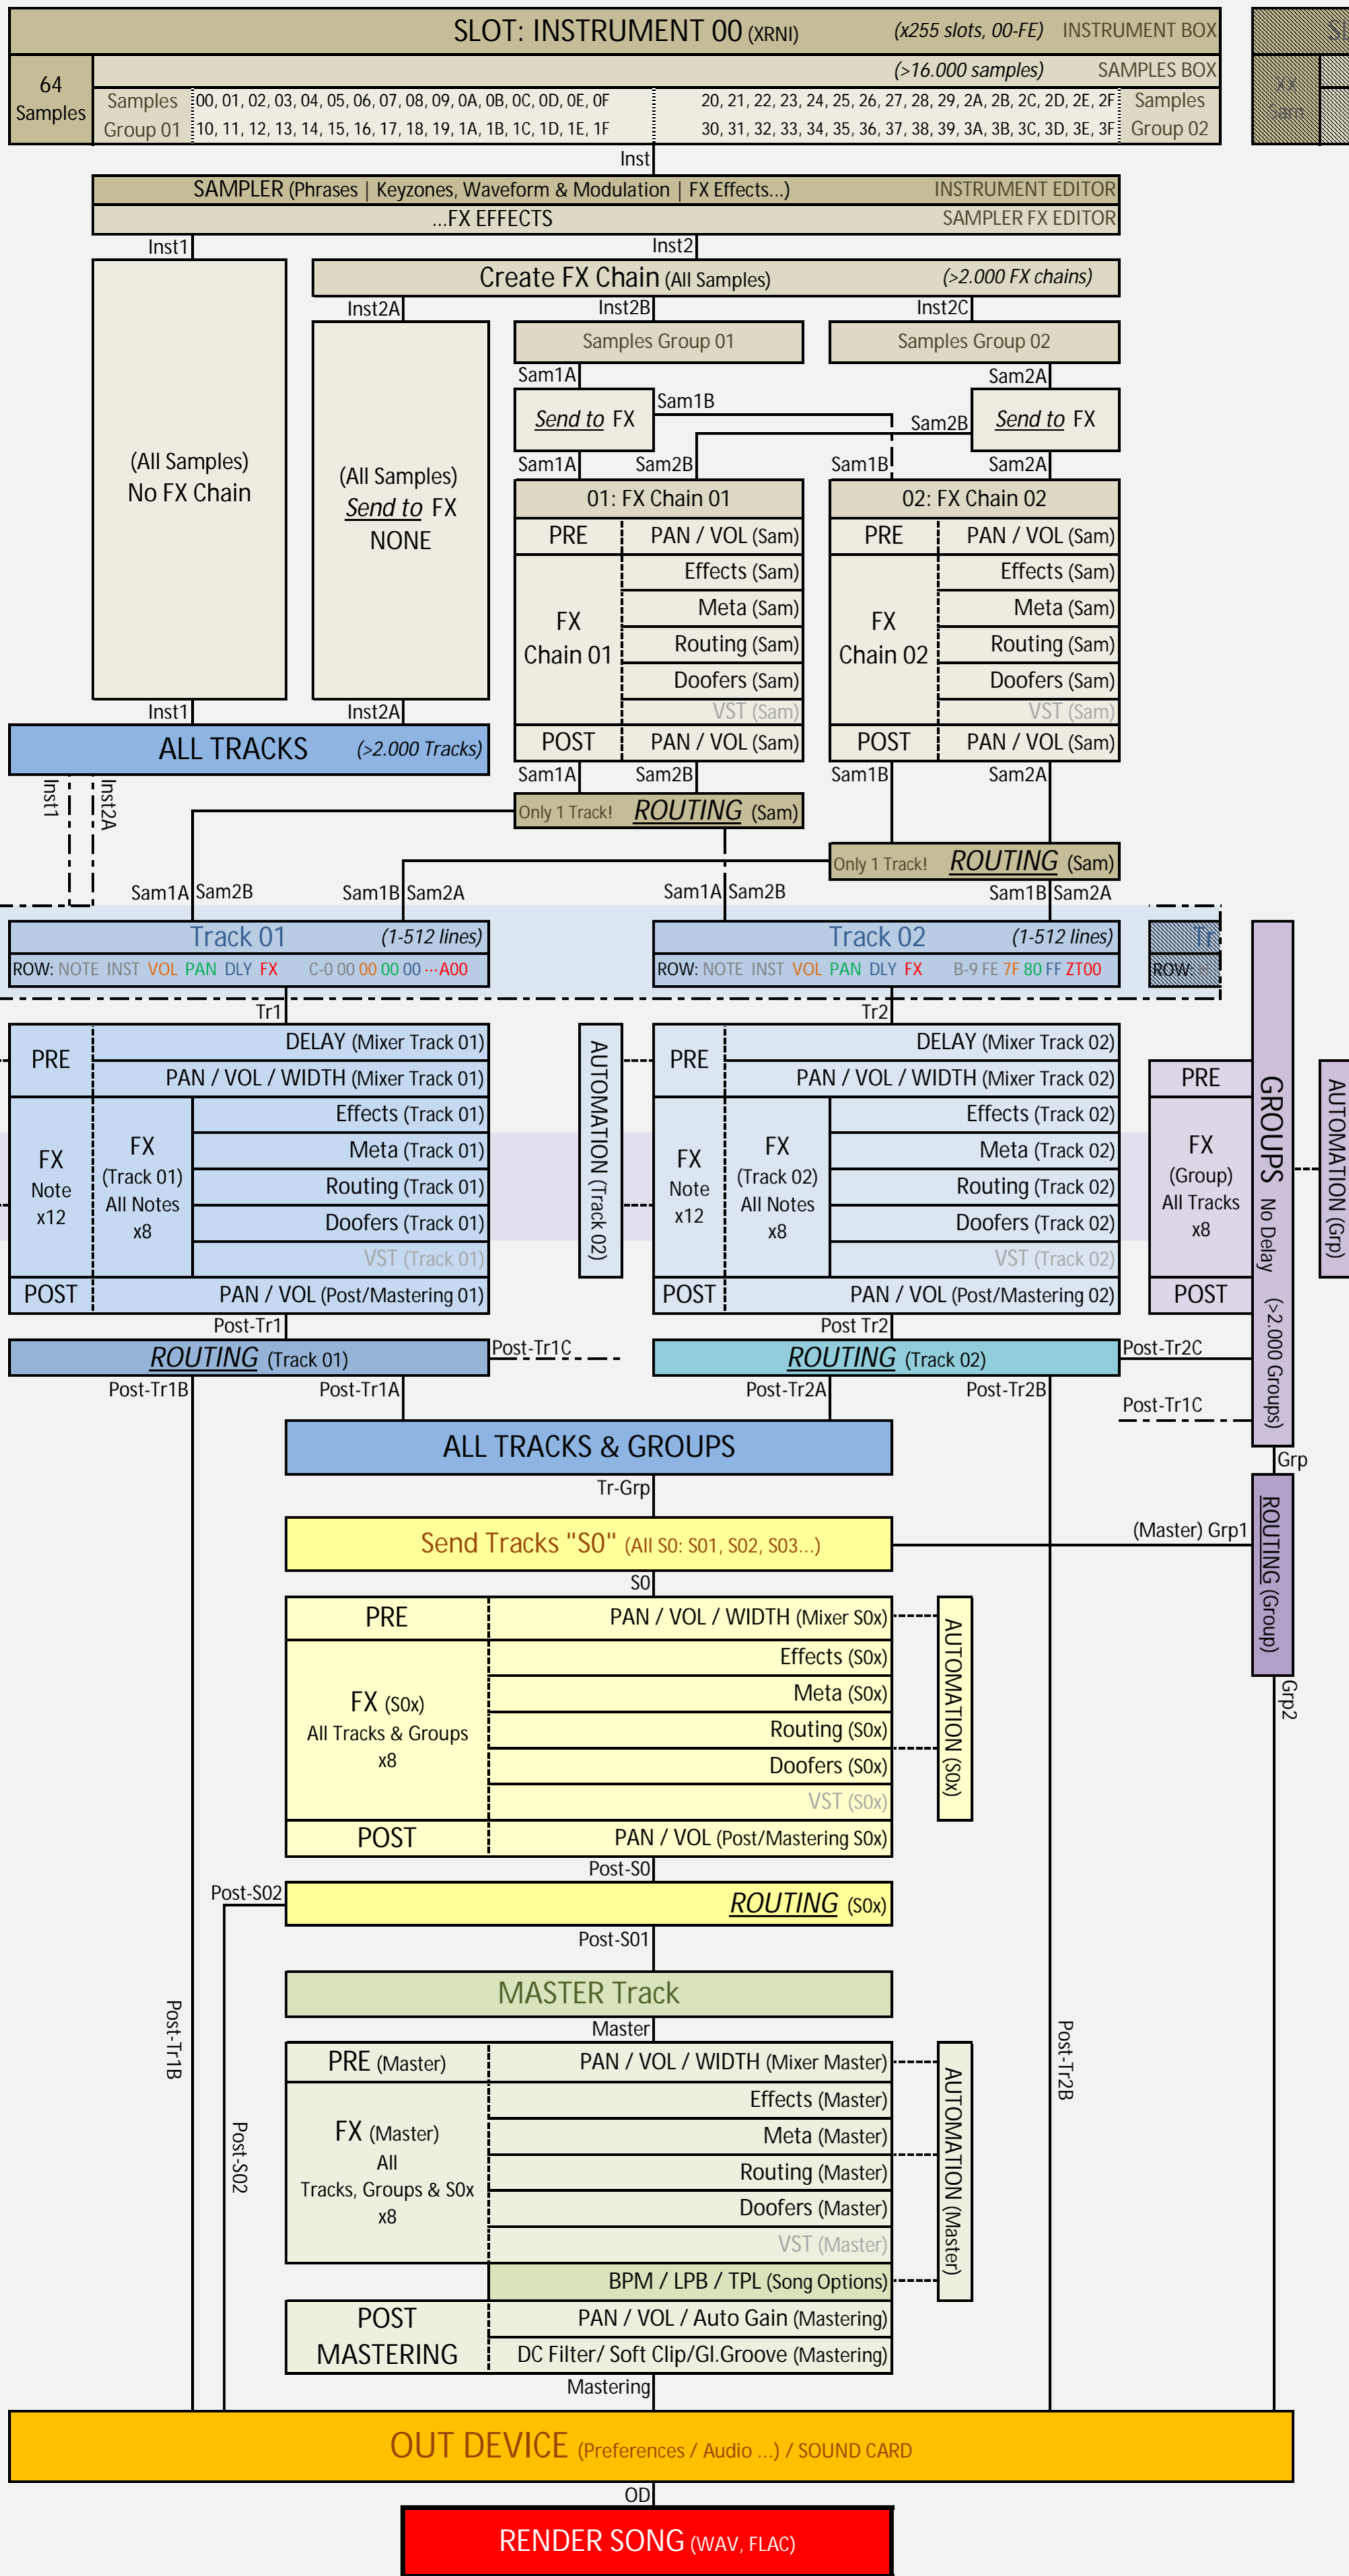 SLOT: INSTRUMENT 00 (XRNI) (x255 slots, 00-FE) INSTRUMENT BOX
64
Samples
(>16.000 samples) SAMPLES BOX
Samples
Group 01
00, 01, 02, 03, 04, 05, 06, 07, 08, 09, 0A, 0B, 0C, 0D, 0E, 0F
10, 11, 12, 13, 14, 15, 16, 17, 18, 19, 1A, 1B, 1C, 1D, 1E, 1F
20, 21, 22, 23, 24, 25, 26, 27, 28, 29, 2A, 2B, 2C, 2D, 2E, 2F
30, 31, 32, 33, 34, 35, 36, 37, 38, 39, 3A, 3B, 3C, 3D, 3E, 3F
Samples
Group 02
XX
Sam
Inst
SAMPLER (Phrases | Keyzones, Waveform & Modulation | FX Effects...) INSTRUMENT EDITOR
...FX EFFECTS SAMPLER FX EDITOR
Inst1 Inst2
Create FX Chain (All Samples) (>2.000 FX chains)
Inst2A Inst2B Inst2C
Samples Group 01 Samples Group 02
Sam1A Sam2A
Send to FX Sam1B Sam2B Send to FX
(All Samples)
No FX Chain
(All Samples)
Send to FX
NONE
Sam1A Sam2B Sam1B Sam2A
01: FX Chain 01
PRE PAN / VOL (Sam)
FX
Chain 01
Effects (Sam)
Meta (Sam)
Routing (Sam)
Doofers (Sam)
VST (Sam)
POST PAN / VOL (Sam)
02: FX Chain 02
PRE PAN / VOL (Sam)
FX
Chain 02
Effects (Sam)
Meta (Sam)
Routing (Sam)
Doofers (Sam)
VST (Sam)
POST PAN / VOL (Sam)
Inst1 Inst2A
ALL TRACKS (>2.000 Tracks)
Sam1A Sam2B Sam1B Sam2A
Inst1
Inst2A
Only 1 Track! ROUTING (Sam)
Only 1 Track! ROUTING (Sam)
Sam1A Sam2B Sam1B Sam2A Sam1A Sam2B Sam1B Sam2A
Track 01 (1-512 lines)
ROW: NOTE INST VOL PAN DLY FX C-0 00 00 00 00 ···A00
Track 02 (1-512 lines)
ROW: NOTE INST VOL PAN DLY FX B-9 FE 7F 80 FF ZT00
Tr
ROW:
Tr1 Tr2
PRE
DELAY (Mixer Track 01)
PAN / VOL / WIDTH (Mixer Track 01)
FX
Note
x12
FX
(Track 01)
All Notes
x8
Effects (Track 01)
Meta (Track 01)
Routing (Track 01)
Doofers (Track 01)
VST (Track 01)
POST PAN / VOL (Post/Mastering 01)
AUTOMATION (Track 02)
PRE
DELAY (Mixer Track 02)
PAN / VOL / WIDTH (Mixer Track 02)
FX
Note
x12
FX
(Track 02)
All Notes
x8
Effects (Track 02)
Meta (Track 02)
Routing (Track 02)
Doofers (Track 02)
VST (Track 02)
POST PAN / VOL (Post/Mastering 02)
PRE
FX
(Group)
All Tracks
x8
POST
GROUPS No Delay (>2.000 Groups)
AUTOMATION (Grp)
Post-Tr1 Post Tr2
ROUTING (Track 01) Post-Tr1C
ROUTING (Track 02) Post-Tr2C
Post-Tr1B Post-Tr1A Post-Tr2A Post-Tr2B
Post-Tr1C
ALL TRACKS & GROUPS
Grp
Tr-Grp
Send Tracks "S0" (All S0: S01, S02, S03...)
(Master) Grp1
ROUTING (Group)
S0
PRE PAN / VOL / WIDTH (Mixer S0x)
FX (S0x)
All Tracks & Groups
x8
Effects (S0x)
Meta (S0x)
Routing (S0x)
Doofers (S0x)
VST (S0x)
POST PAN / VOL (Post/Mastering S0x)
AUTOMATION (S0x)
Grp2
Post-S0
Post-S02
ROUTING (S0x)
Post-S01
MASTER Track
Master
Post-Tr1B
Post-S02
Post-Tr2B
PRE (Master) PAN / VOL / WIDTH (Mixer Master)
FX (Master)
All
Tracks, Groups & S0x
x8
Effects (Master)
Meta (Master)
Routing (Master)
Doofers (Master)
VST (Master)
BPM / LPB / TPL (Song Options)
AUTOMATION (Master)
POST
MASTERING
PAN / VOL / Auto Gain (Mastering)
DC Filter/ Soft Clip/Gl.Groove (Mastering)
Mastering
OUT DEVICE (Preferences / Audio ...) / SOUND CARD
OD
RENDER SONG (WAV, FLAC)